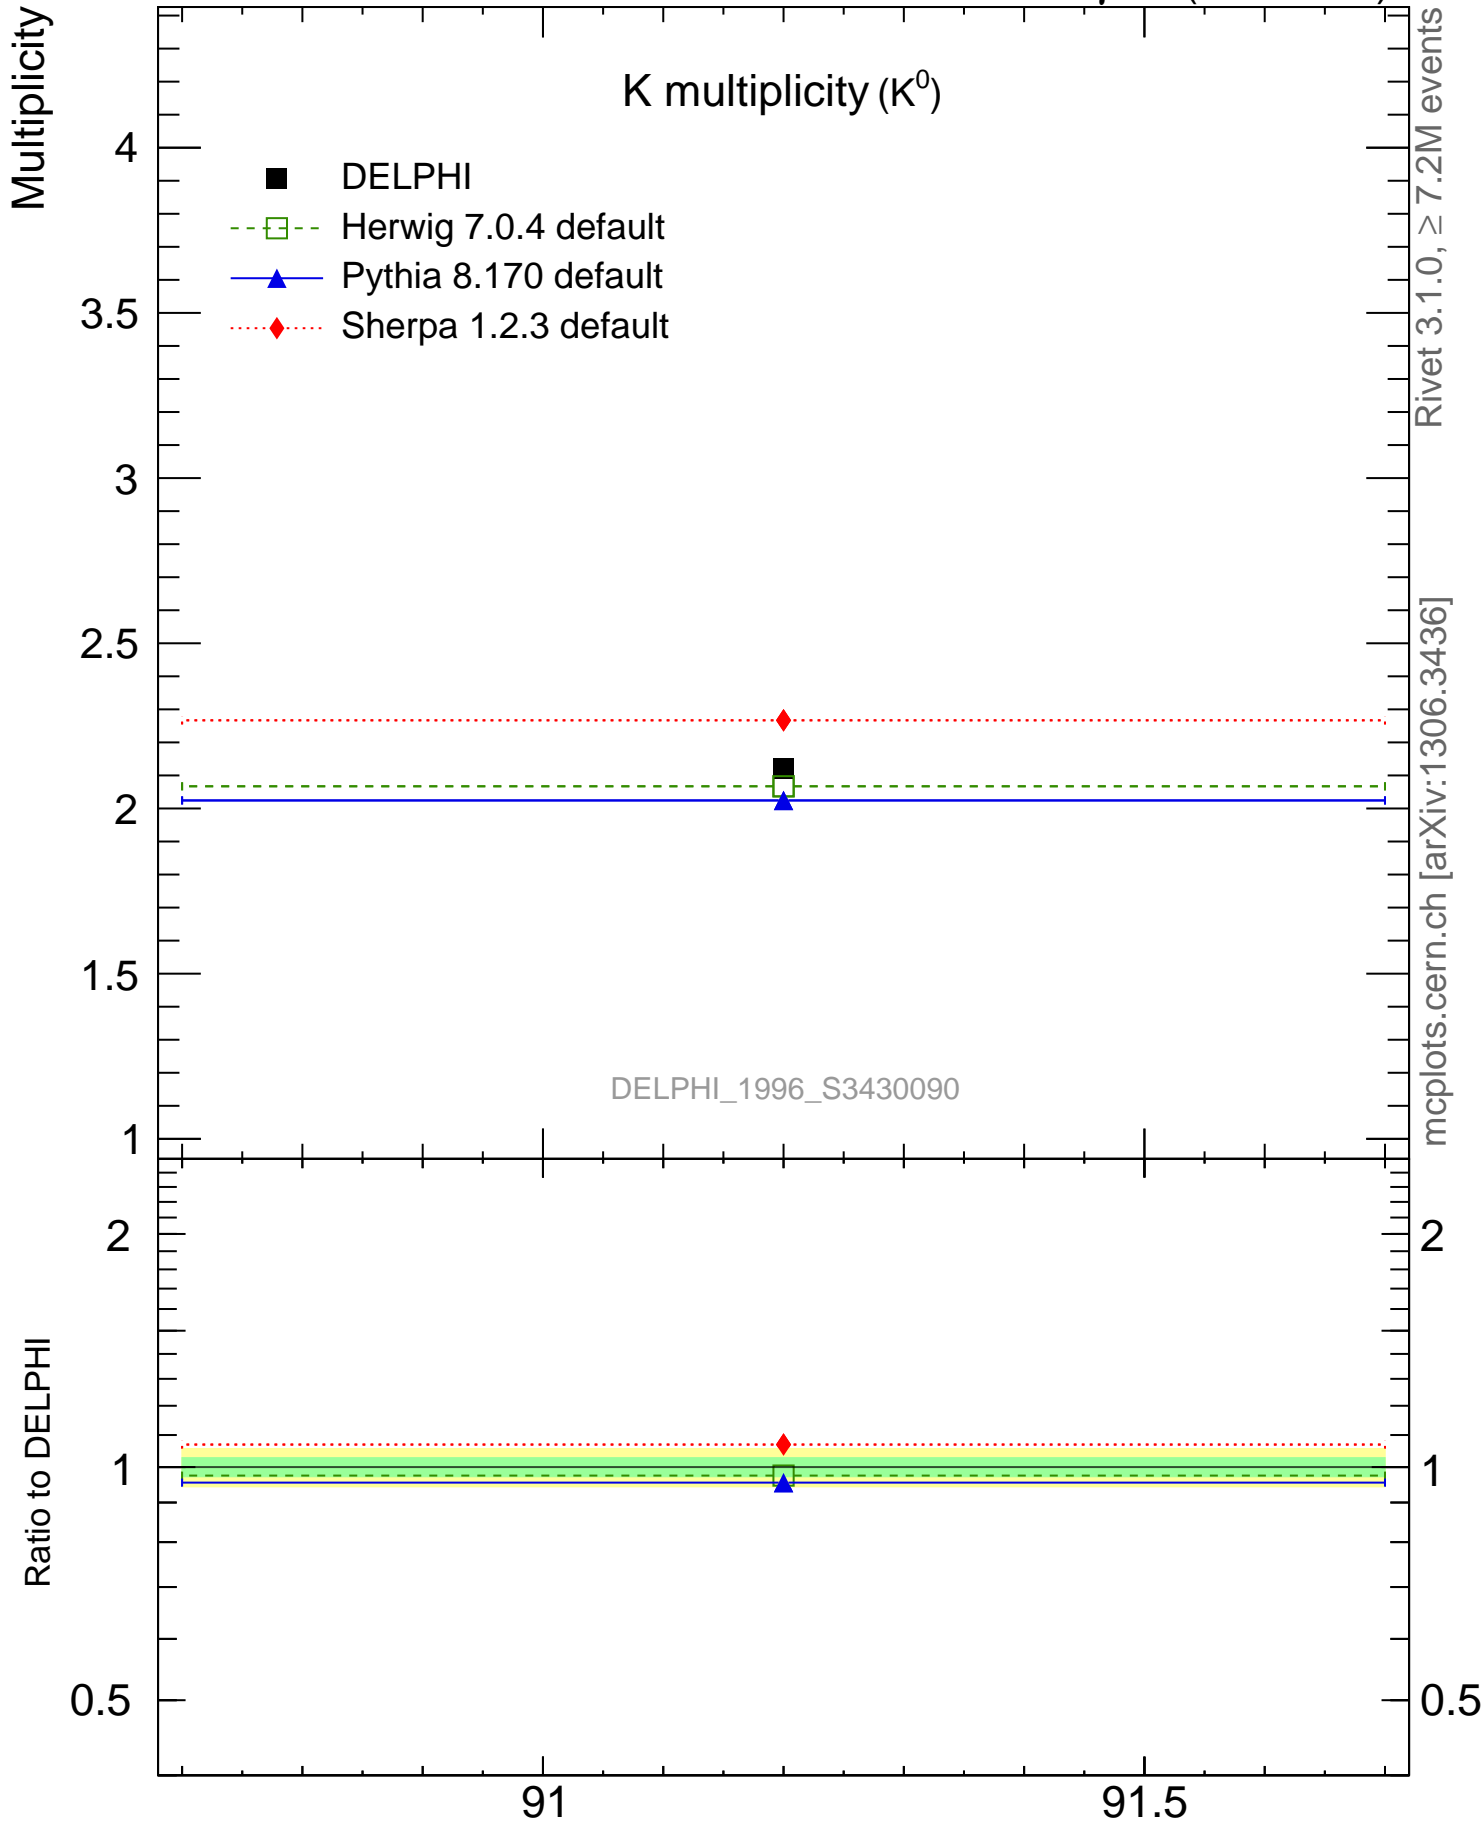 Multiplicity
K multiplicity (K⁰)
DELPHI
Herwig 7.0.4 default
Pythia 8.170 default
Sherpa 1.2.3 default
4
3.5
3
2.5
2
1.5
1
DELPHI_1996_S3430090
Rivet 3.1.0, ≥ 7.2M events
mcplots.cern.ch [arXiv:1306.3436]
Ratio to DELPHI
2
1
0.5
2
1
0.5
91
91.5